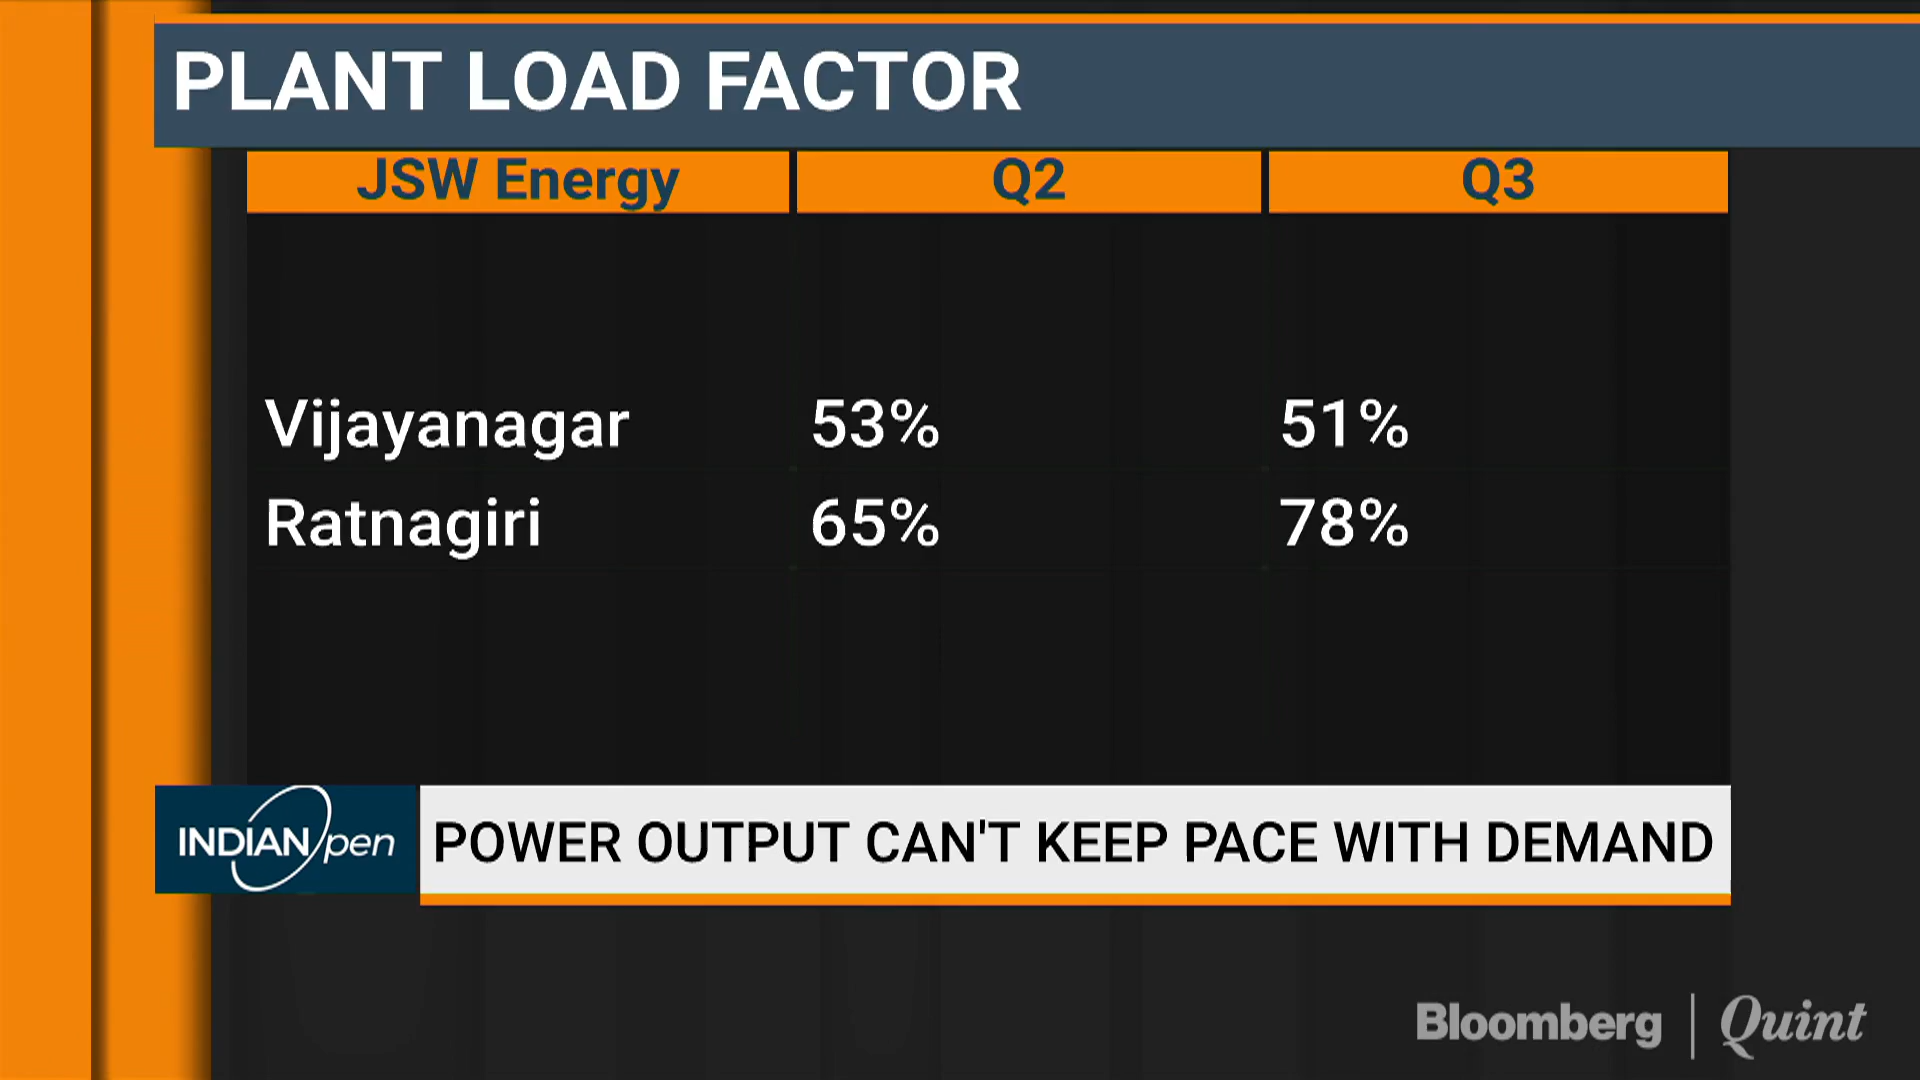 PLANT LOAD FACTOR
JSW Energy Q2 Q3
Vijayanagar 53% 51%
Ratnagiri 65% 78%
INDIAN pen POWER OUTPUT CAN'T KEEP PACE WITH DEMAND
Bloomberg | Quint